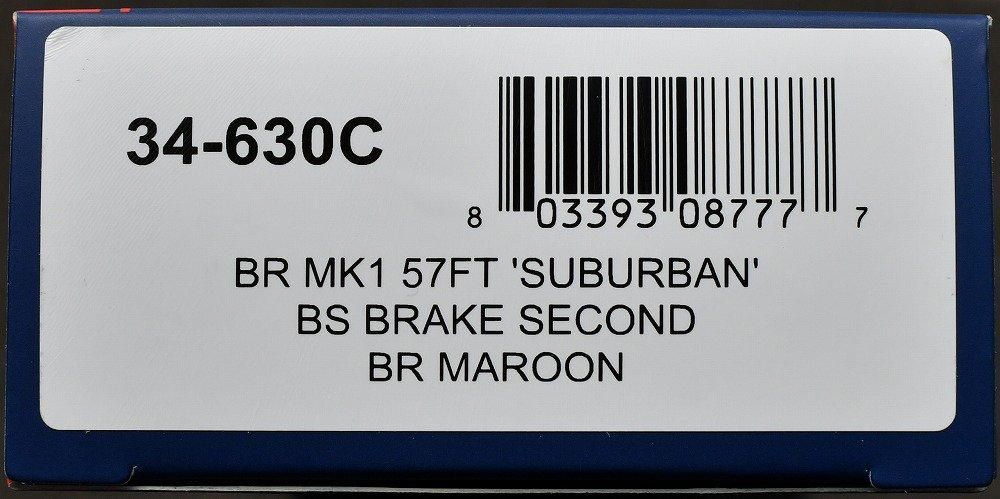 34-630C
8 03393 08777 7
BR MK1 57FT 'SUBURBAN'
BS BRAKE SECOND
BR MAROON